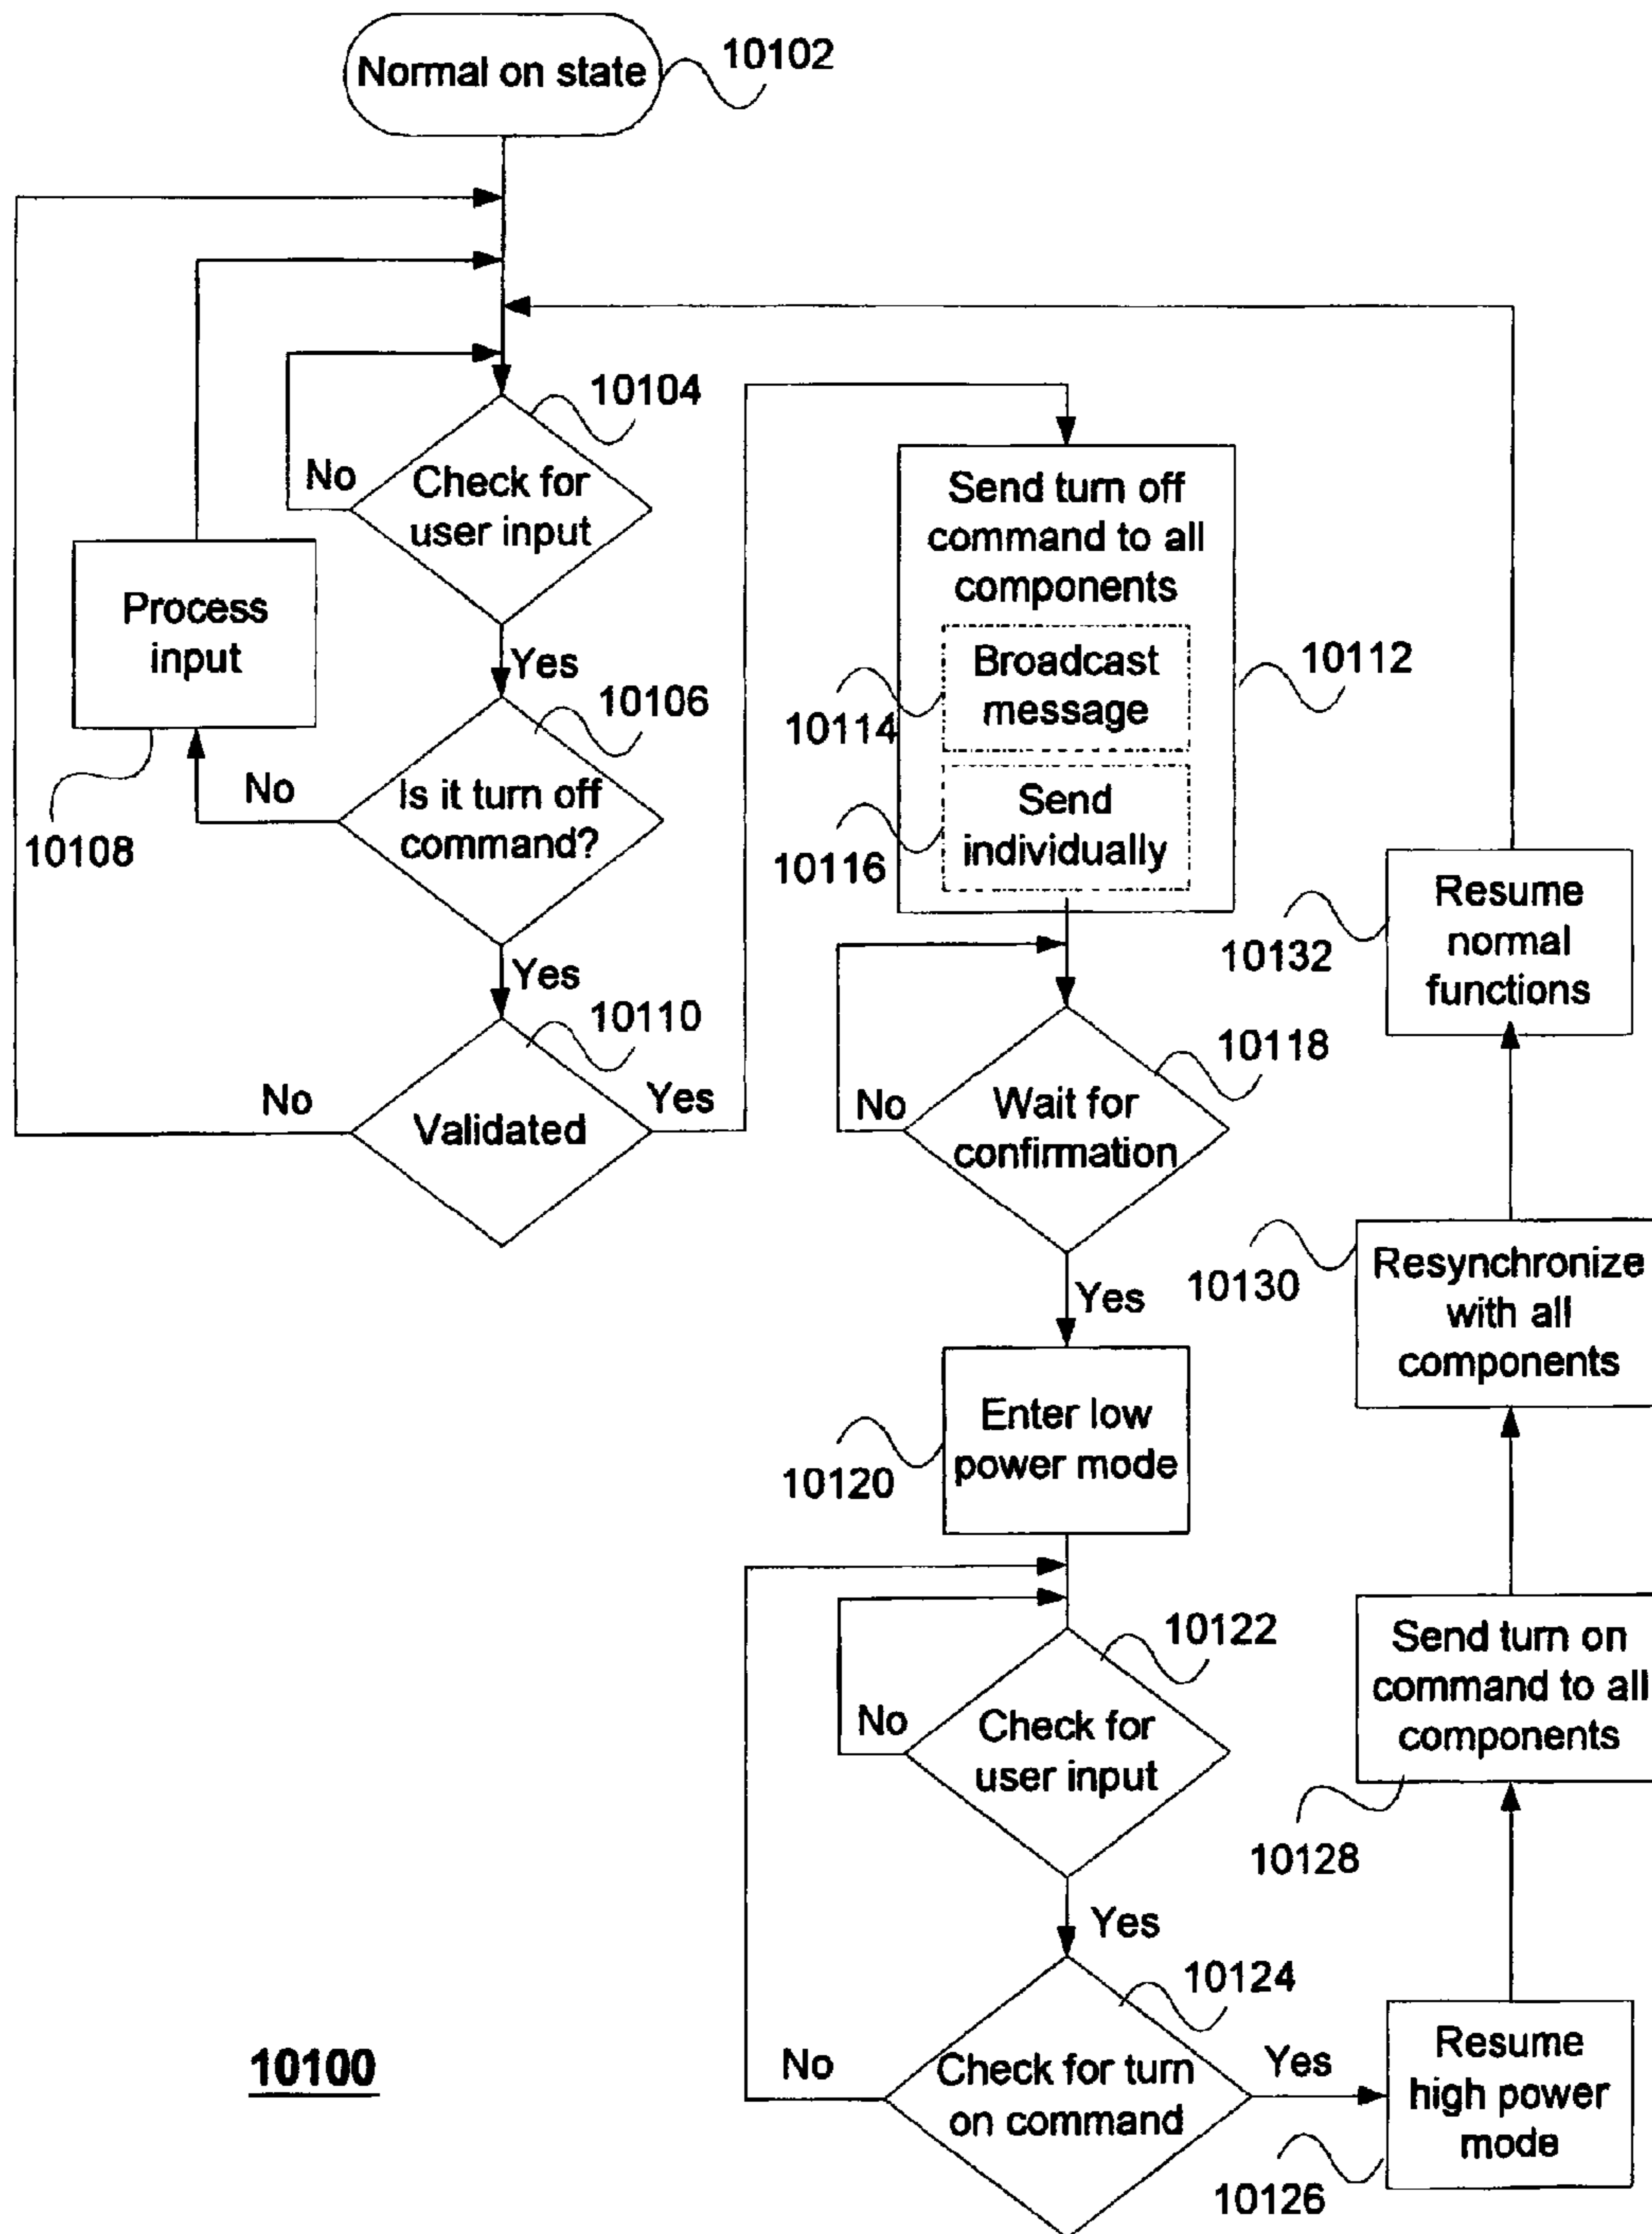 Normal on state
10102
10104
No
Check for
user input
Process
input
Yes
10106
10108
No
Is it turn off
command?
Yes
10110
No
Validated
Yes
Send turn off
command to all
components
Broadcast
message
10114
10112
Send
individually
10116
10118
No
Wait for
confirmation
Yes
Enter low
power mode
10120
10122
No
Check for
user input
Yes
10124
No
Check for turn
on command
Yes
Resume
high power
mode
10126
Send turn on
command to all
components
10128
Resynchronize
with all
components
10130
Resume
normal
functions
10132
10100